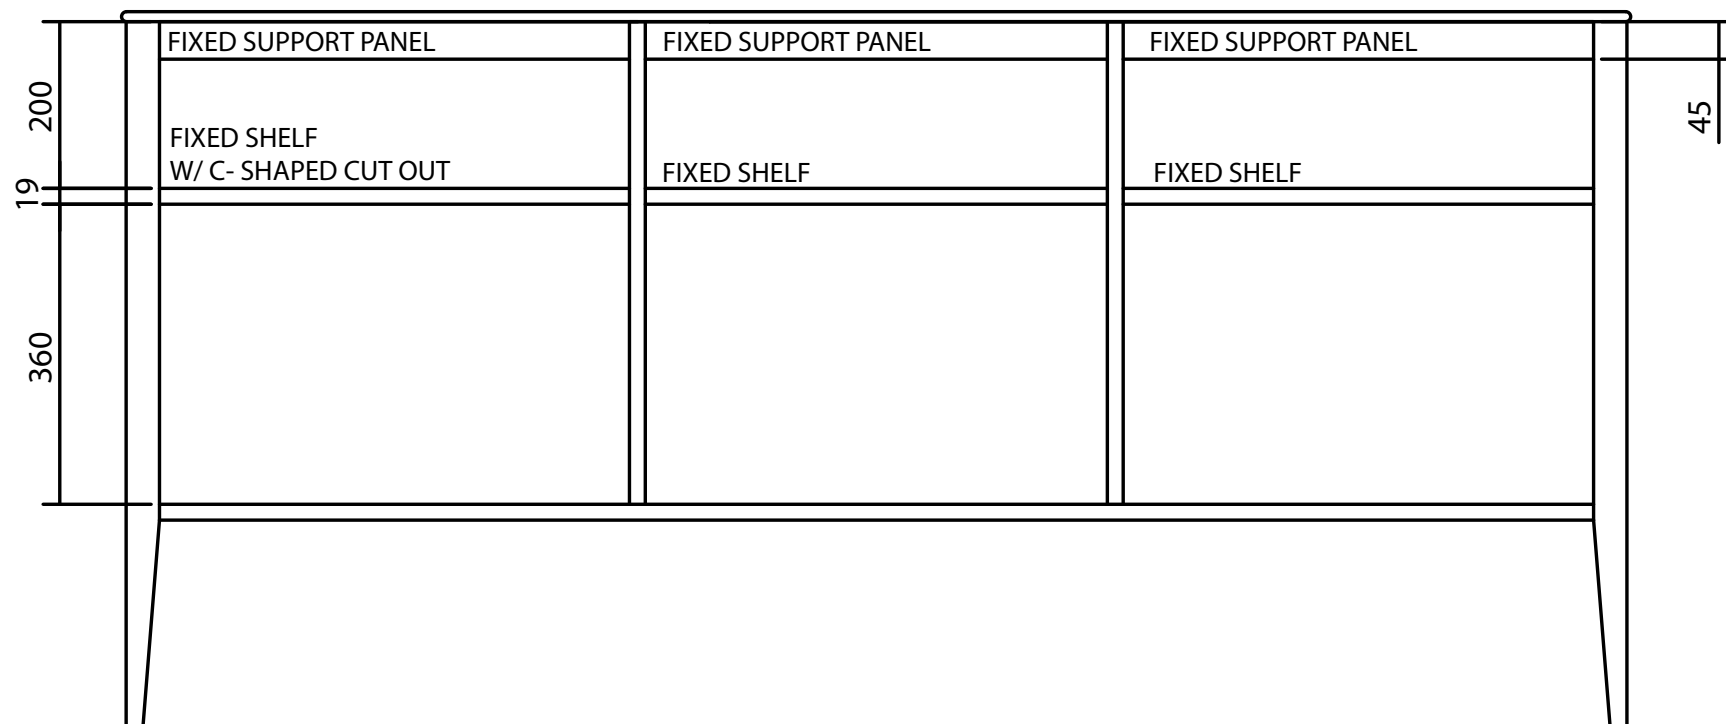 FIXED SUPPORT PANEL
FIXED SUPPORT PANEL
FIXED SUPPORT PANEL
200
45
FIXED SHELF
W/ C- SHAPED CUT OUT
FIXED SHELF
FIXED SHELF
19
360